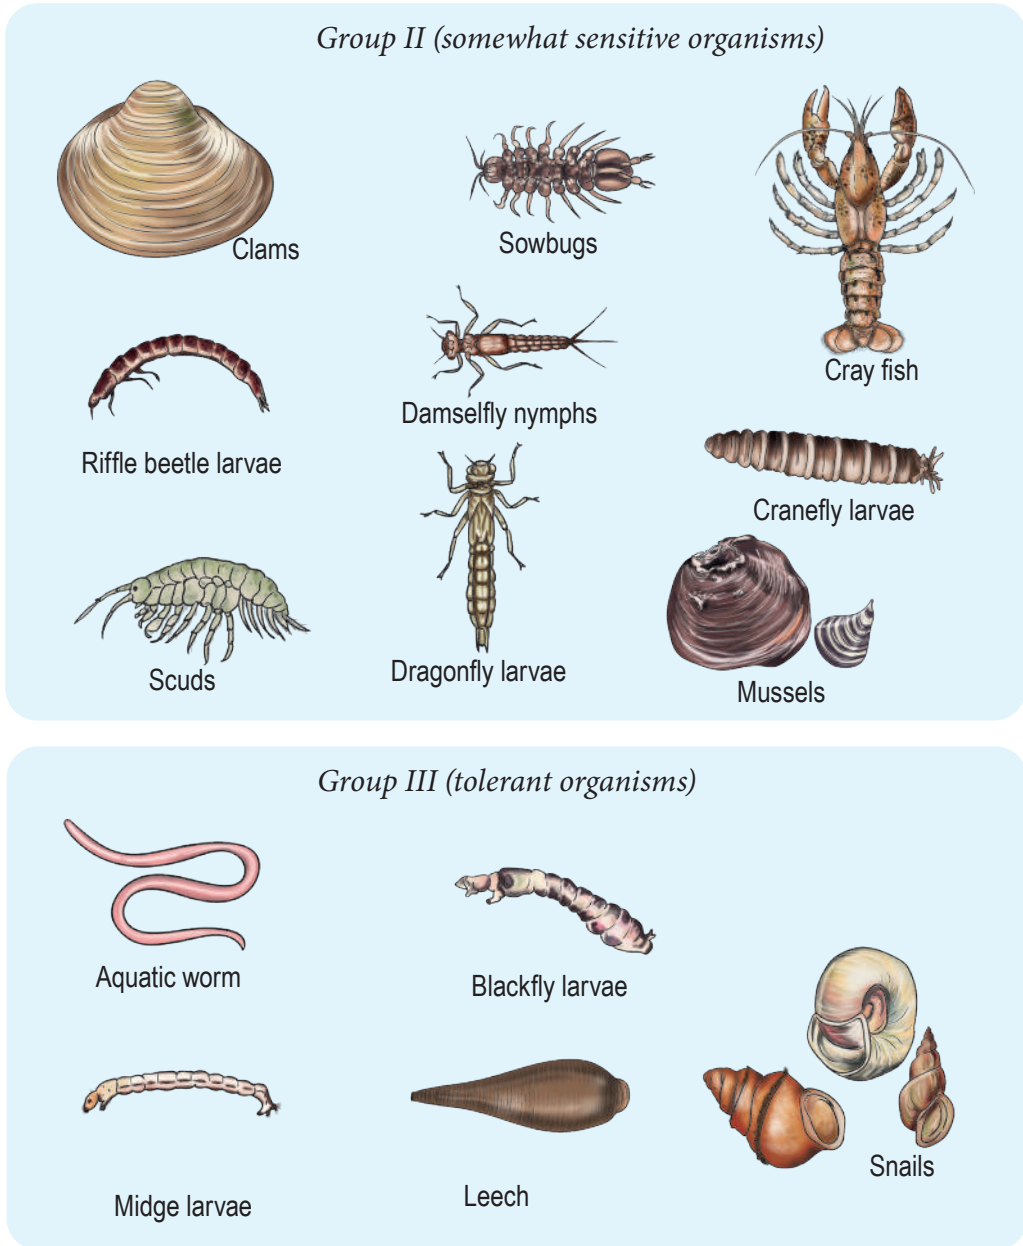 Group II (somewhat sensitive organisms)
Clams
Sowbugs
Cray fish
Riffle beetle larvae
Damselfly nymphs
Cranefly larvae
Scuds
Dragonfly larvae
Mussels
Group III (tolerant organisms)
Aquatic worm
Blackfly larvae
Midge larvae
Leech
Snails